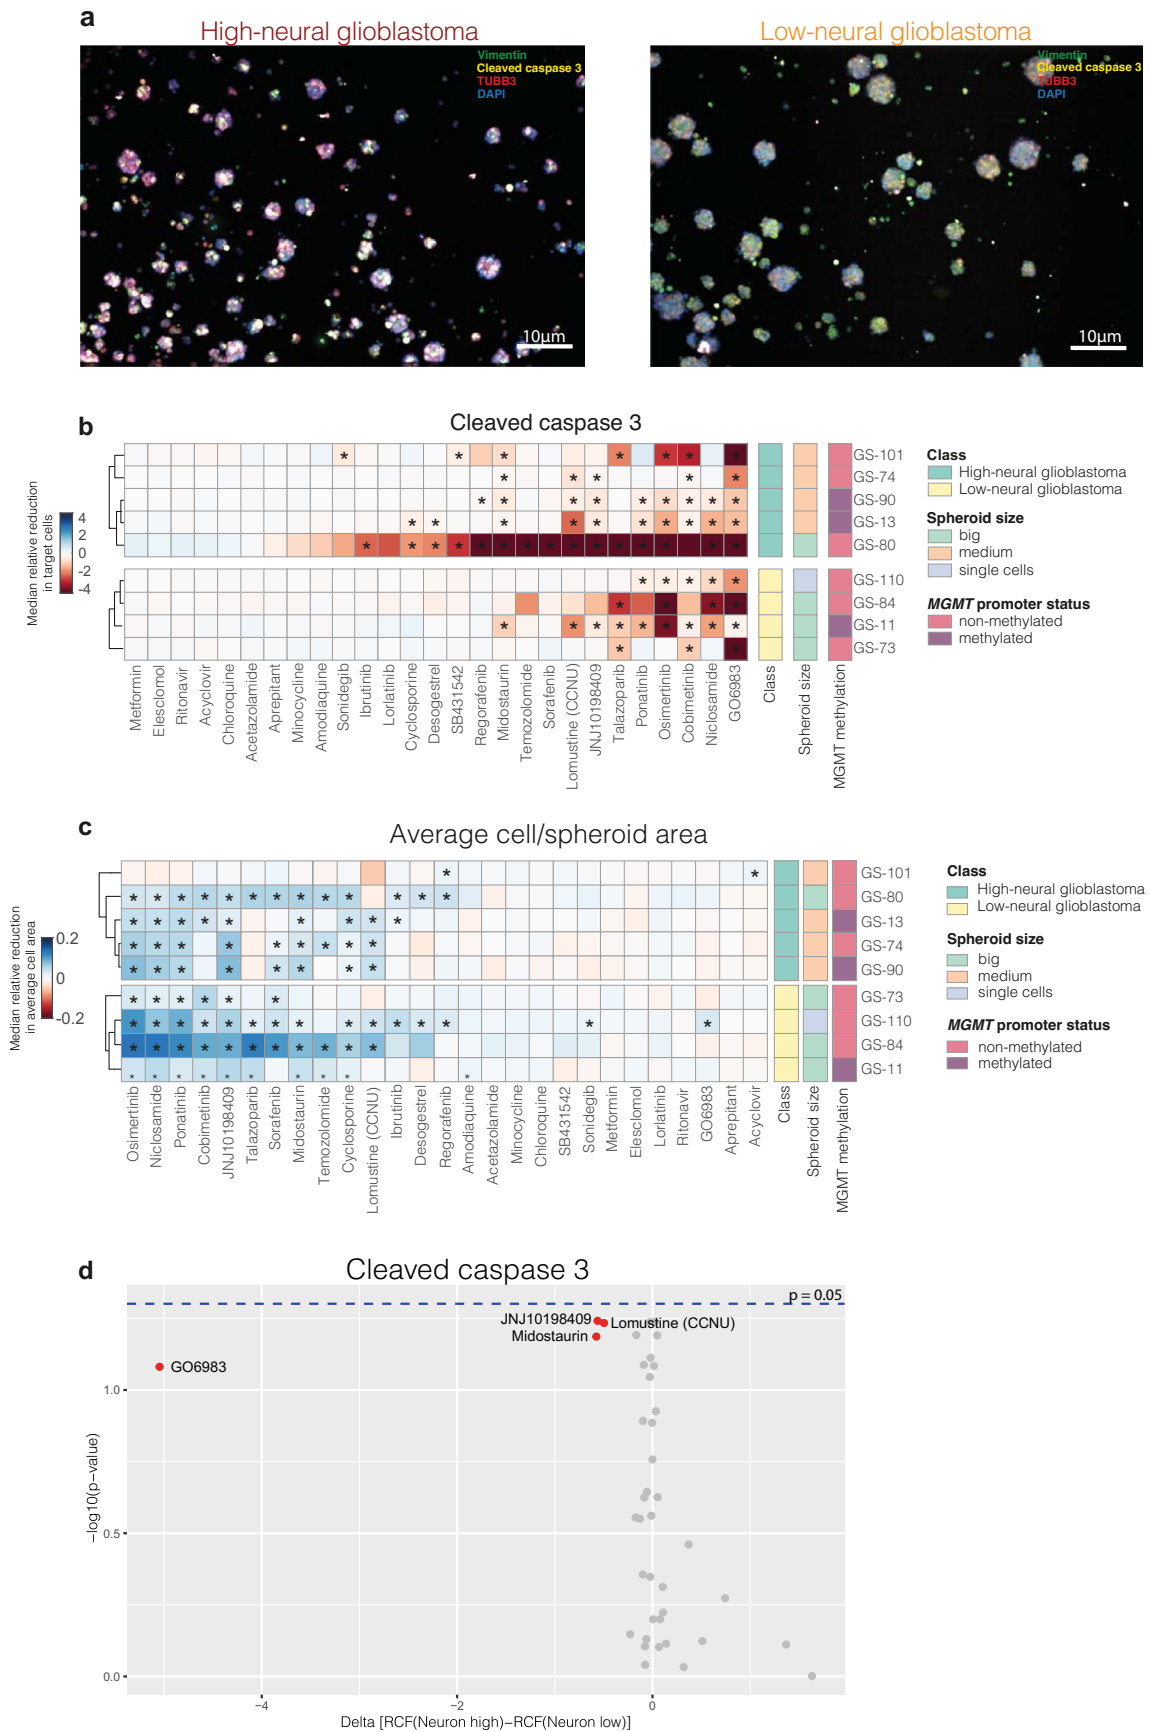 a
High-neural glioblastoma
Low-neural glioblastoma
Vimentin
Cleaved caspase 3
TUBB3
DAPI
10µm
Vimentin
Cleaved caspase 3
TUBB3
DAPI
10µm
b
Cleaved caspase 3
Median relative reduction
in target cells
4
2
0
-2
-4
GS-101
GS-74
GS-90
GS-13
GS-80
GS-110
GS-84
GS-11
GS-73
Metformin
Elesclomol
Ritonavir
Acyclovir
Chloroquine
Acetazolamide
Aprepitant
Minocycline
Amodiaquine
Sonidegib
Ibrutinib
Lorlatinib
Cyclosporine
Desogestrel
SB431542
Regorafenib
Midostaurin
Temozolomide
Sorafenib
Lomustine (CCNU)
JNJ10198409
Talazoparib
Ponatinib
Osimertinib
Cobimetinib
Niclosamide
GO6983
Class
Spheroid size
MGMT methylation
Class
High-neural glioblastoma
Low-neural glioblastoma
Spheroid size
big
medium
single cells
MGMT promoter status
non-methylated
methylated
c
Average cell/spheroid area
Median relative reduction
in average cell area
0.2
0
-0.2
GS-101
GS-80
GS-13
GS-74
GS-90
GS-73
GS-110
GS-84
GS-11
Osimertinib
Niclosamide
Ponatinib
Cobimetinib
JNJ10198409
Talazoparib
Sorafenib
Midostaurin
Temozolomide
Cyclosporine
Lomustine (CCNU)
Ibrutinib
Desogestrel
Regorafenib
Amodiaquine
Acetazolamide
Minocycline
Chloroquine
SB431542
Sonidegib
Metformin
Elesclomol
Lorlatinib
Ritonavir
GO6983
Aprepitant
Acyclovir
Class
Spheroid size
MGMT methylation
Class
High-neural glioblastoma
Low-neural glioblastoma
Spheroid size
big
medium
single cells
MGMT promoter status
non-methylated
methylated
d
Cleaved caspase 3
p = 0.05
JNJ10198409
Lomustine (CCNU)
Midostaurin
GO6983
1.0
0.5
0.0
−log10(p−value)
−4
−2
0
Delta [RCF(Neuron high)−RCF(Neuron low)]